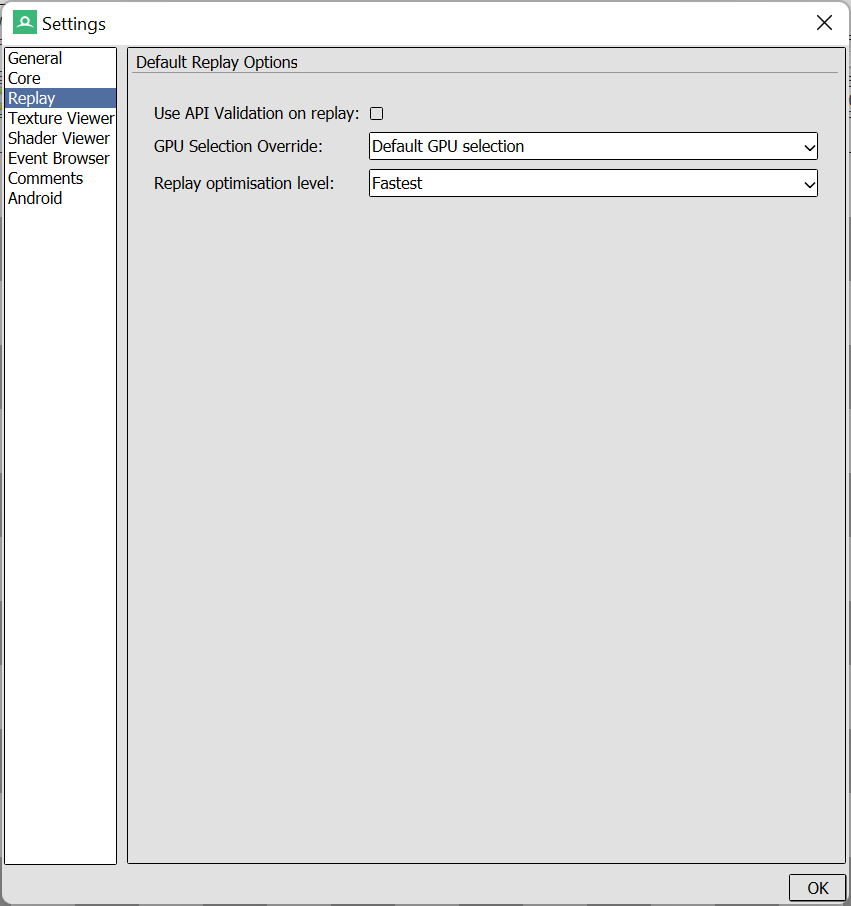 Settings
General
Core
Replay
Texture Viewer
Shader Viewer
Event Browser
Comments
Android
Default Replay Options
Use API Validation on replay:
GPU Selection Override: Default GPU selection
Replay optimisation level: Fastest
OK